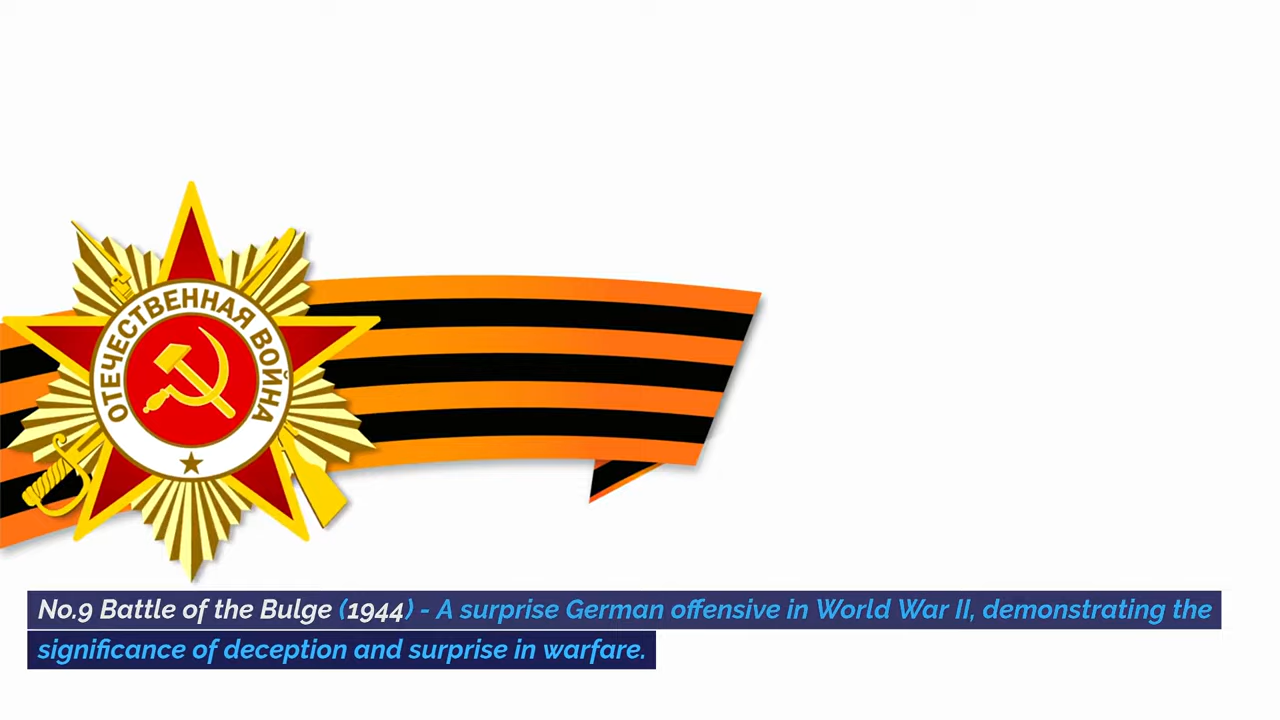 ОТЕЧЕСТВЕННАЯ ВОЙНА
No.9 Battle of the Bulge (1944) - A surprise German offensive in World War II, demonstrating the
significance of deception and surprise in warfare.